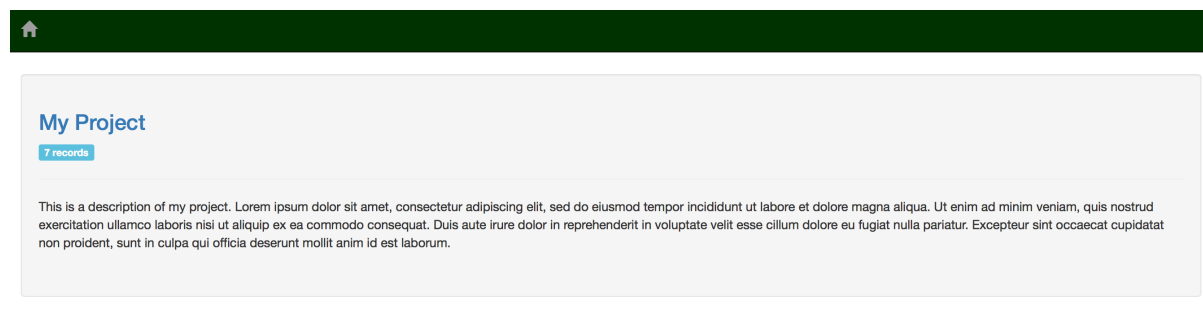 My Project
7 records
This is a description of my project. Lorem ipsum dolor sit amet, consectetur adipiscing elit, sed do eiusmod tempor incididunt ut labore et dolore magna aliqua. Ut enim ad minim veniam, quis nostrud
exercitation ullamco laboris nisi ut aliquip ex ea commodo consequat. Duis aute irure dolor in reprehenderit in voluptate velit esse cillum dolore eu fugiat nulla pariatur. Excepteur sint occaecat cupidatat
non proident, sunt in culpa qui officia deserunt mollit anim id est laborum.